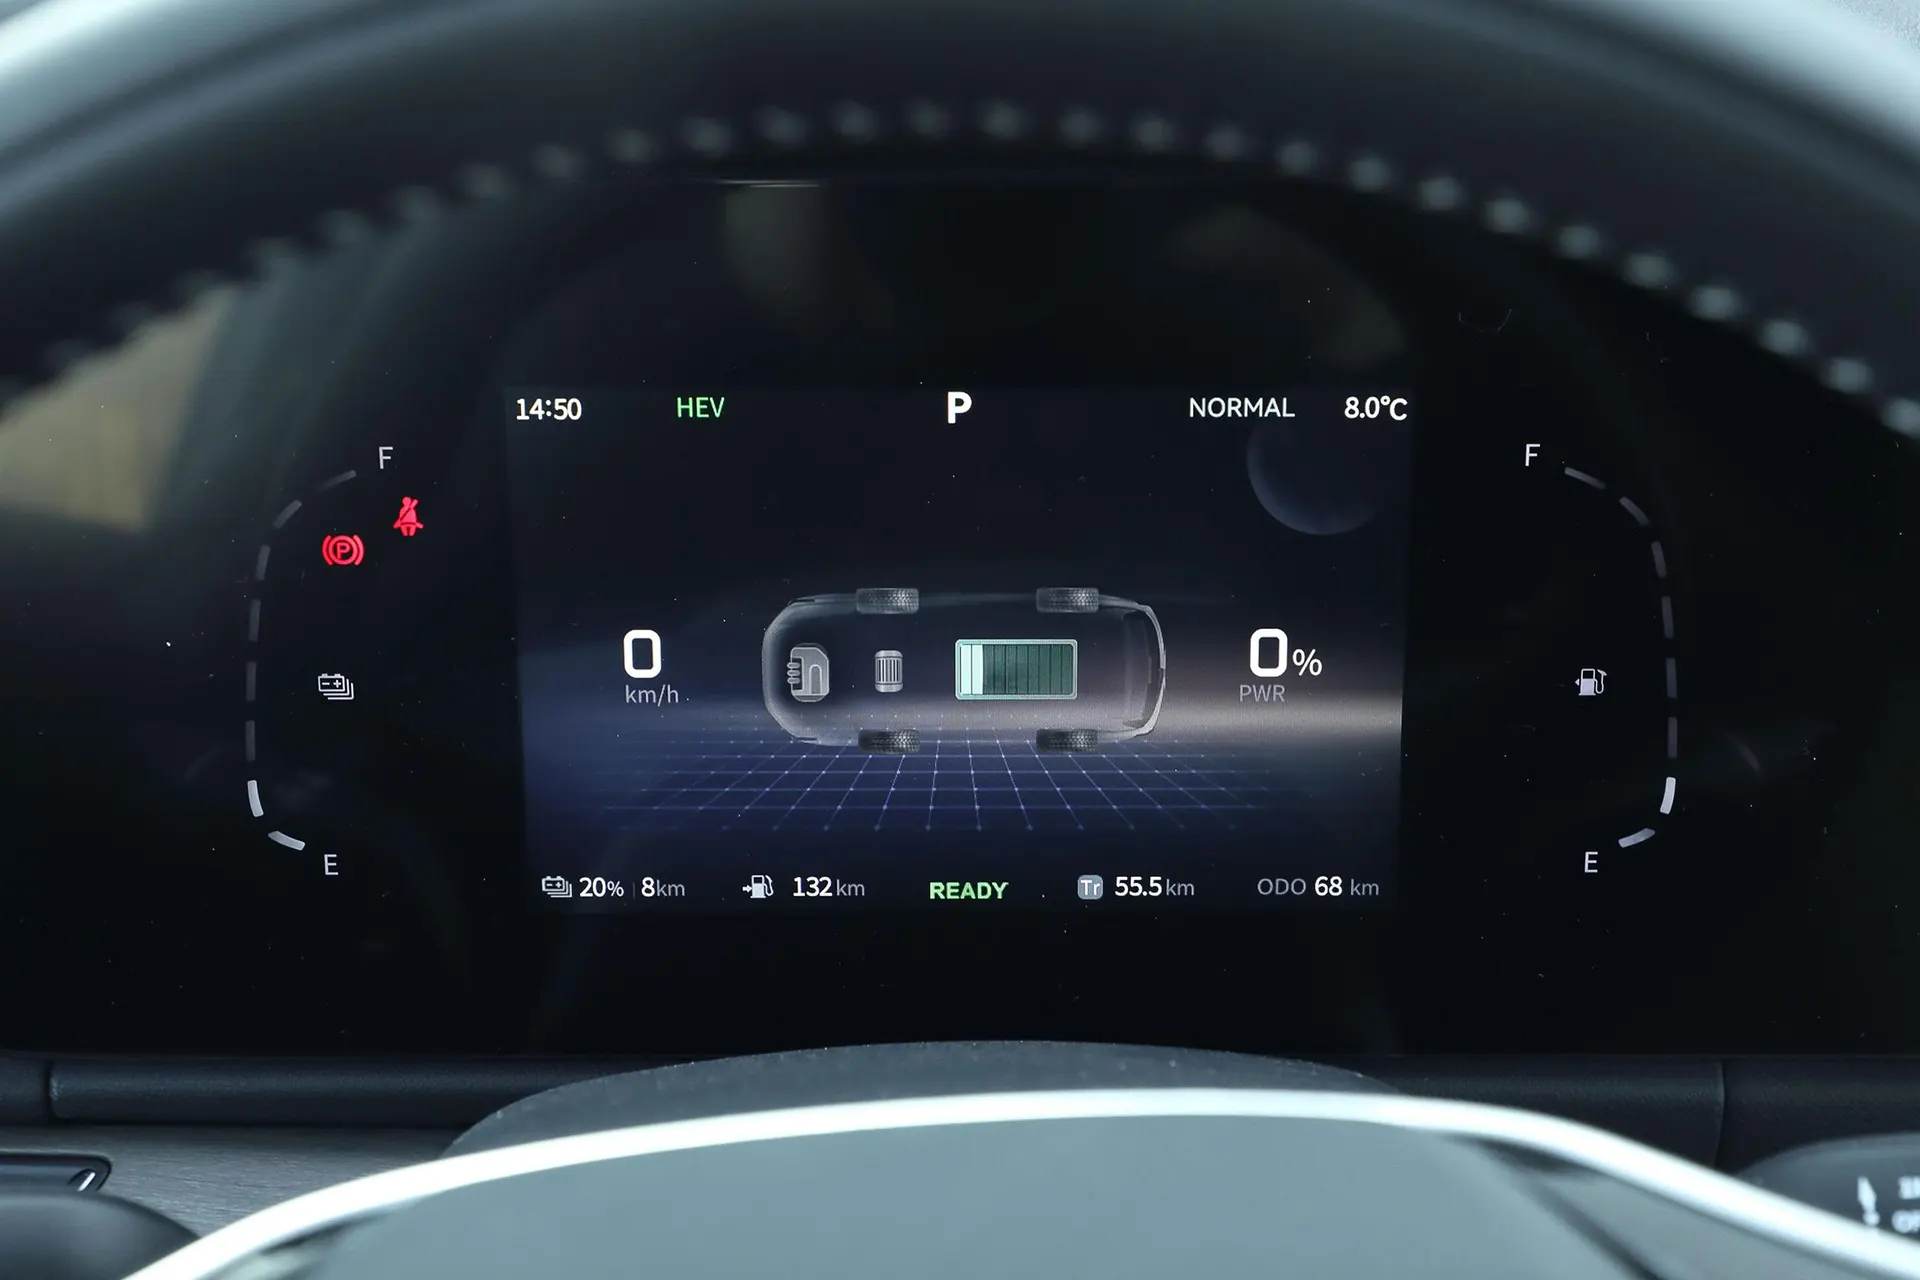 14:50 HEV P NORMAL 8.0°C
F F
P
0 km/h
0% PWR
E E
20% 8km 132 km READY Tr 55.5 km ODO 68 km